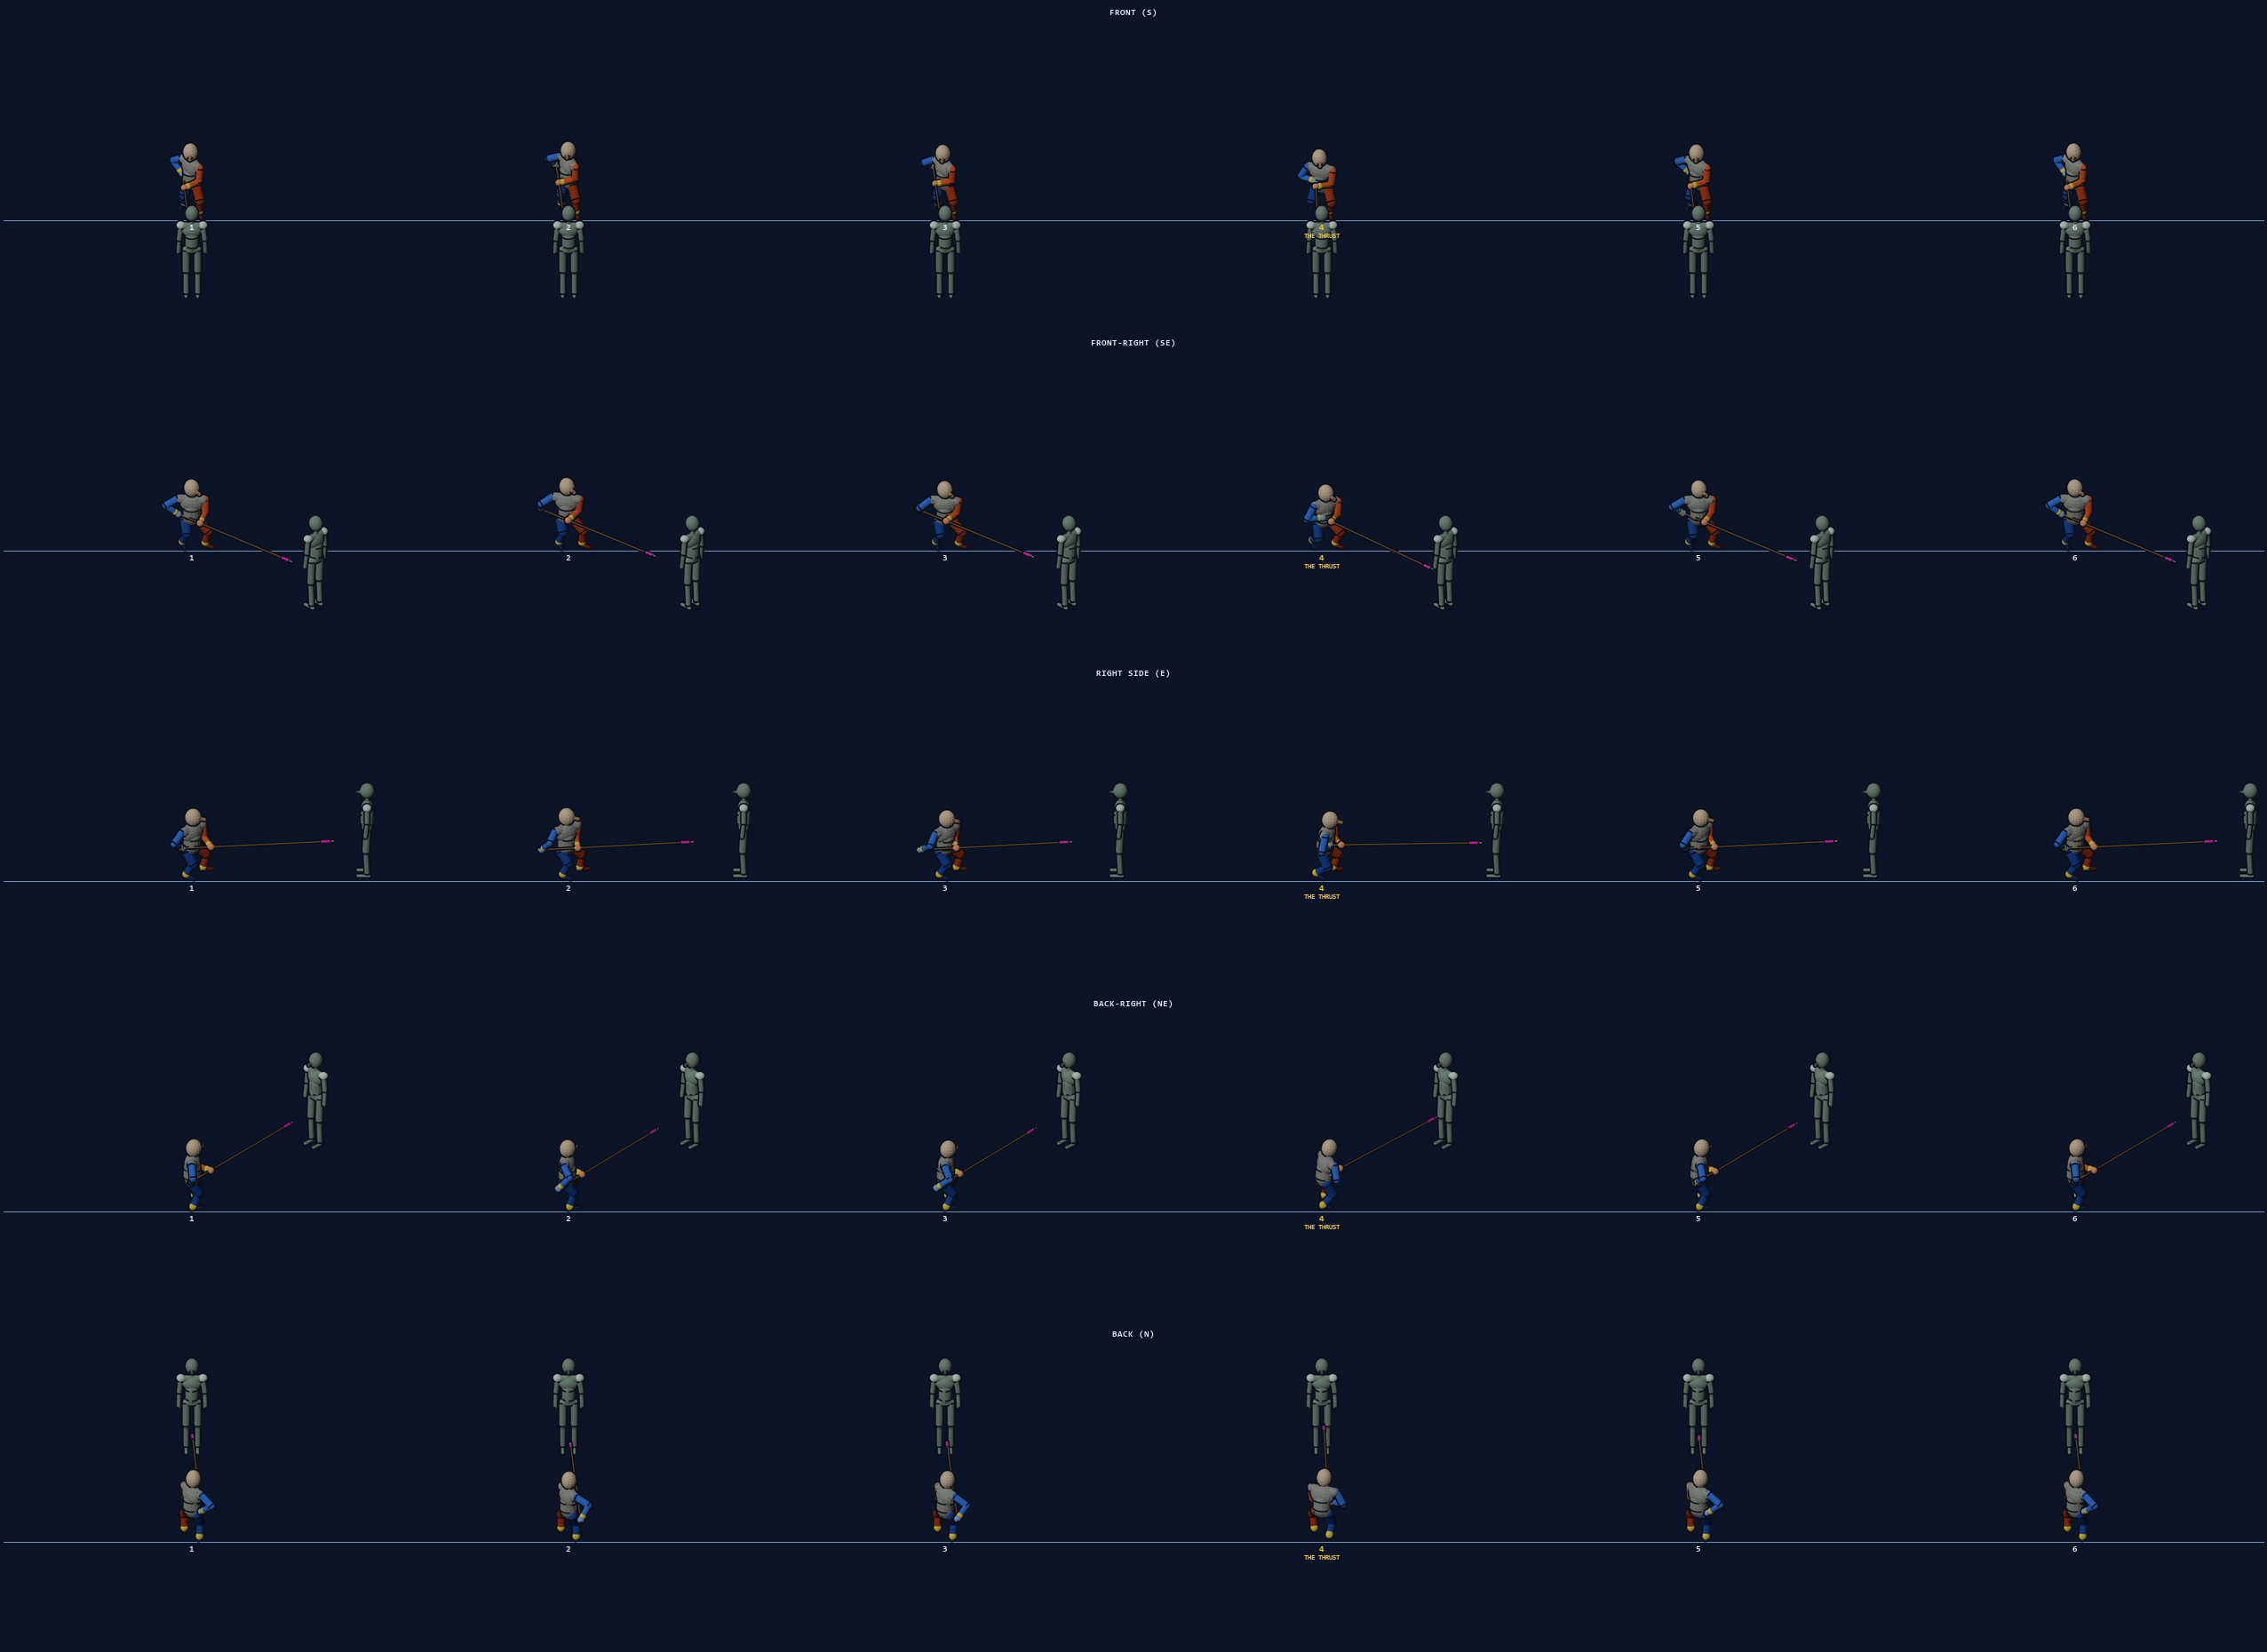 FRONT (S)
1 2 3 4 5 6
THE THRUST
FRONT-RIGHT (SE)
1 2 3 4 5 6
THE THRUST
RIGHT SIDE (E)
1 2 3 4 5 6
THE THRUST
BACK-RIGHT (NE)
1 2 3 4 5 6
THE THRUST
BACK (N)
1 2 3 4 5 6
THE THRUST